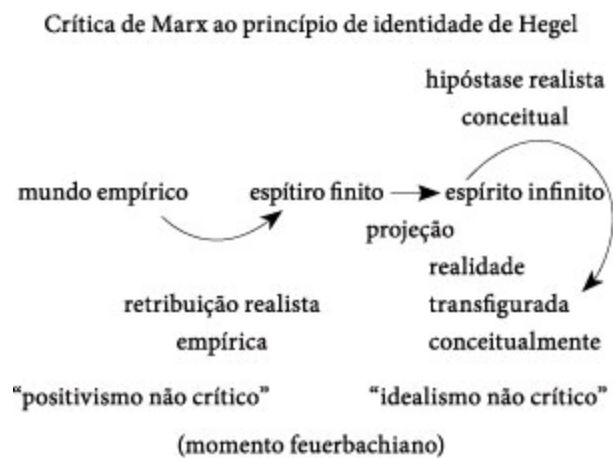 Crítica de Marx ao princípio de identidade de Hegel
hipóstase realista
conceitual
mundo empírico espítiro finito espírito infinito
projeção
realidade
retribuição realista transfigurada
empírica conceitualmente
“positivismo não crítico” “idealismo não crítico”
(momento feuerbachiano)